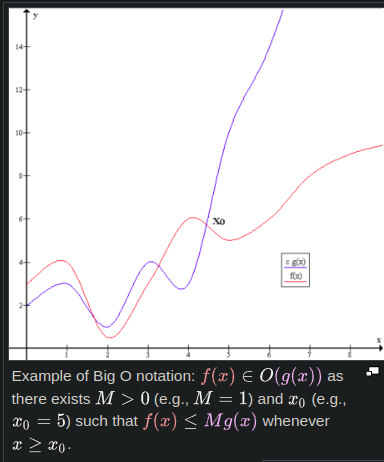 y
14
12
10
8
6
4
2
Xo
c g(x)
f(x)
x
1
2
3
4
5
6
7
8
Example of Big O notation: f(x) ∈ O(g(x)) as
there exists M > 0 (e.g., M = 1) and x₀ (e.g.,
x₀ = 5) such that f(x) ≤ Mg(x) whenever
x ≥ x₀.